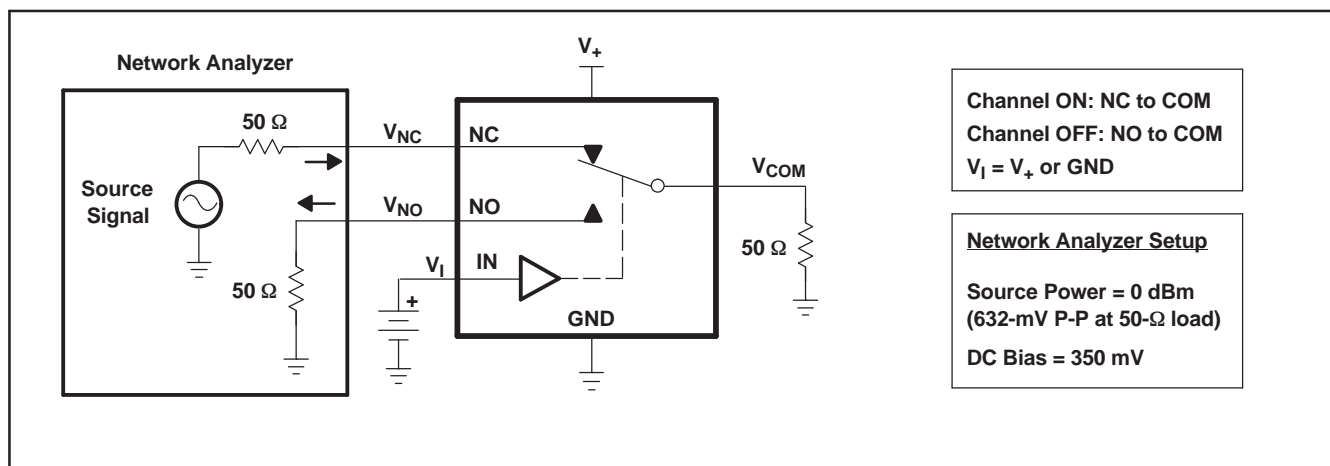 Network Analyzer
50 Ω
Source
Signal
50 Ω
V+
VNC
NC
VNO
NO
VI
IN
+
GND
VCOM
50 Ω
Channel ON: NC to COM
Channel OFF: NO to COM
VI = V+ or GND
Network Analyzer Setup
Source Power = 0 dBm
(632-mV P-P at 50-Ω load)
DC Bias = 350 mV